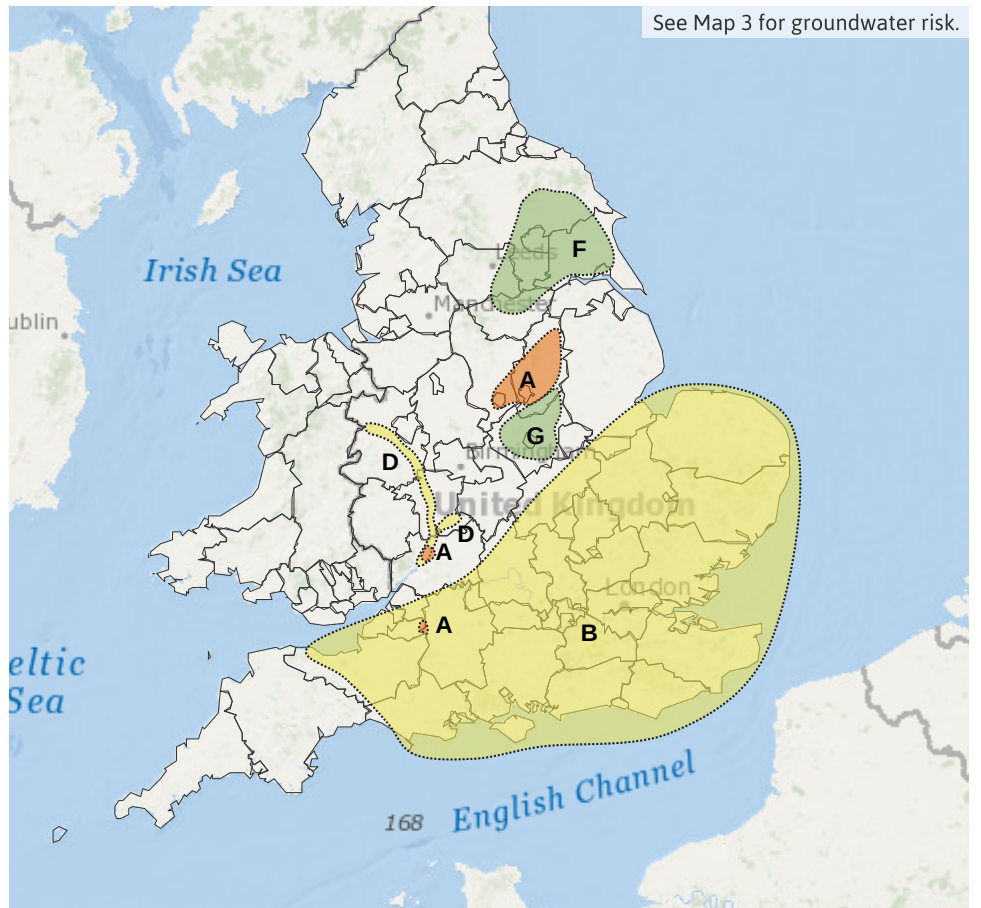 See Map 3 for groundwater risk.
F
Leeds
Irish Sea
Manchester
ublin
A
G
Birmingham
D
United Kingdom
D
A
London
A
B
eltic
Sea
English Channel
168